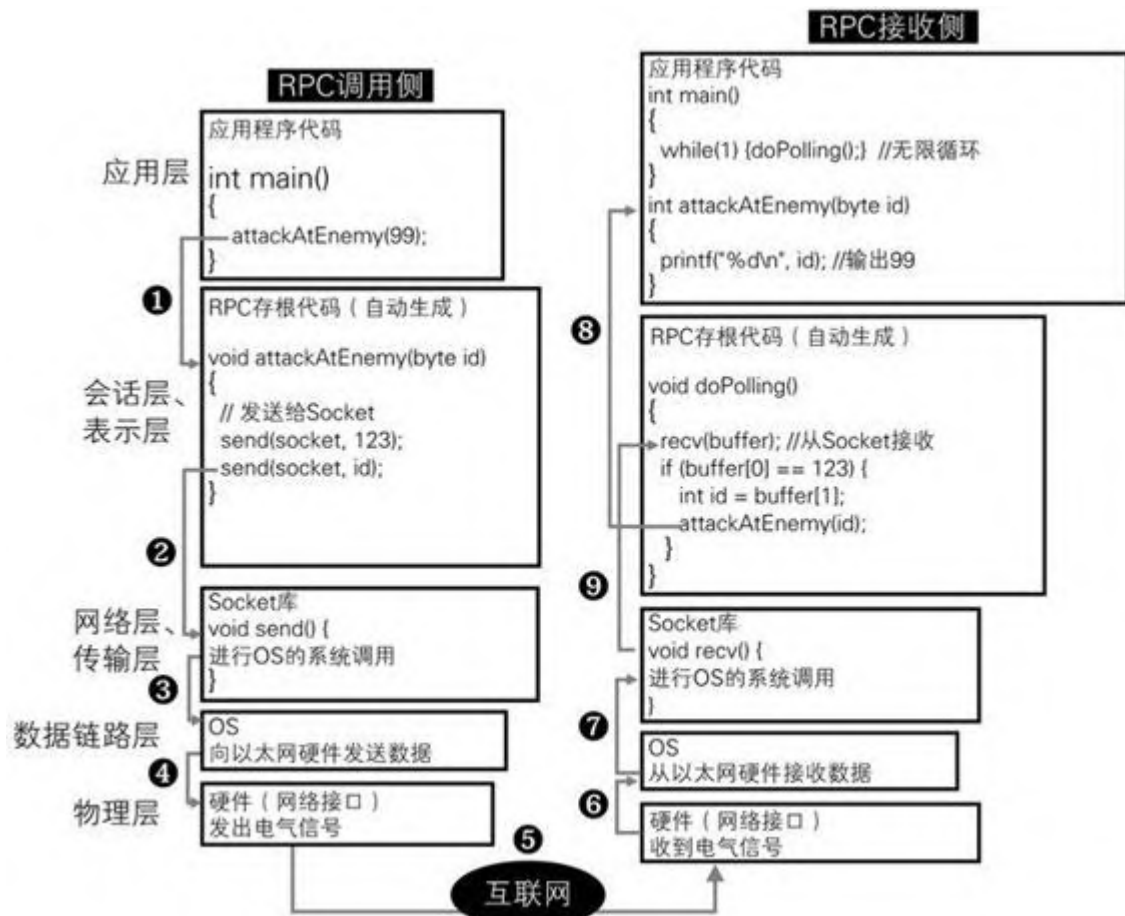 RPC调用侧
应用层
应用程序代码
int main()
{
attackAtEnemy(99);
}
❶
会话层、
表示层
RPC存根代码（自动生成）
void attackAtEnemy(byte id)
{
// 发送给Socket
send(socket, 123);
send(socket, id);
}
❷
网络层、
传输层
Socket库
void send() {
进行OS的系统调用
}
❸
数据链路层
OS
向以太网硬件发送数据
❹
物理层
硬件（网络接口）
发出电气信号
❺
互联网
RPC接收侧
应用程序代码
int main()
{
while(1) {doPolling();} //无限循环
}
int attackAtEnemy(byte id)
{
printf("%d\n", id); //输出99
}
❽
RPC存根代码（自动生成）
void doPolling()
{
recv(buffer); //从Socket接收
if (buffer[0] == 123) {
int id = buffer[1];
attackAtEnemy(id);
}
}
❾
Socket库
void recv() {
进行OS的系统调用
}
❼
OS
从以太网硬件接收数据
❻
硬件（网络接口）
收到电气信号